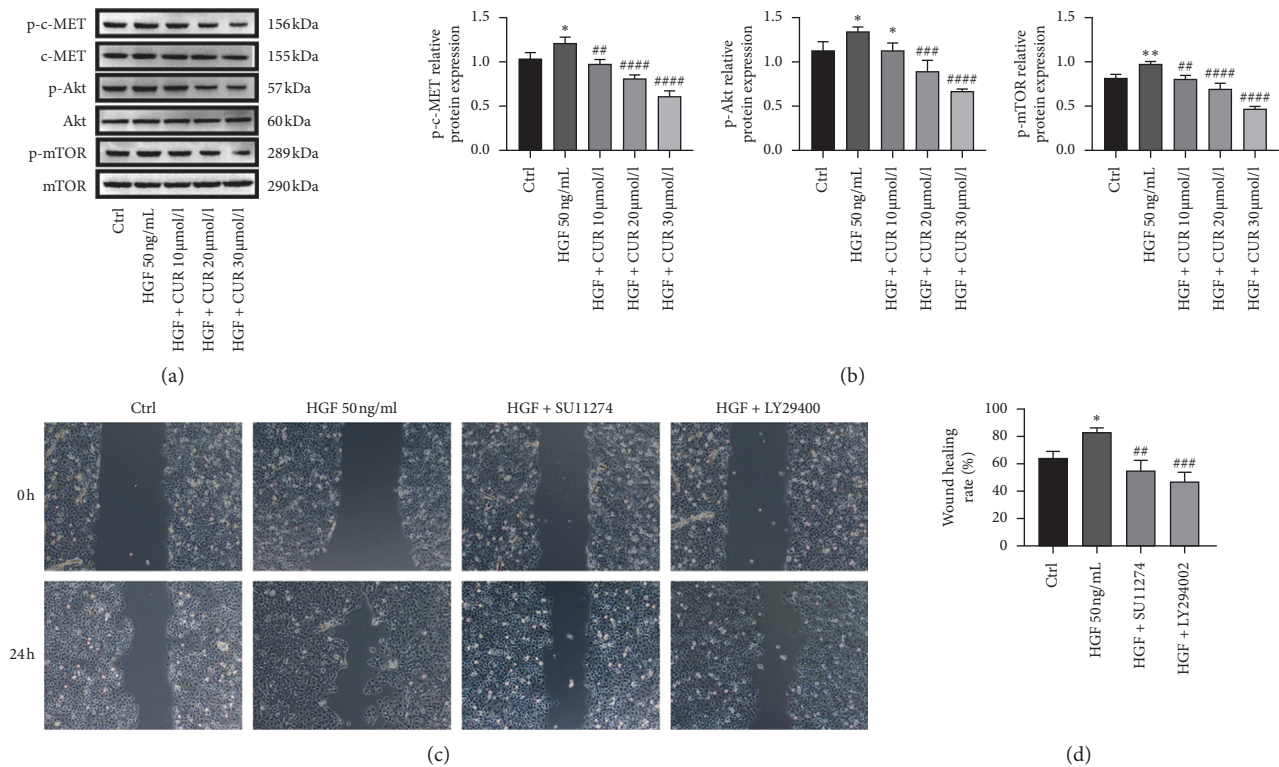 p-c-MET 156 kDa
c-MET 155 kDa
p-Akt 57 kDa
Akt 60 kDa
p-mTOR 289 kDa
mTOR 290 kDa
Ctrl
HGF 50 ng/mL
HGF + CUR 10 μmol/l
HGF + CUR 20 μmol/l
HGF + CUR 30 μmol/l
(a)
p-c-MET relative
protein expression
1.5
1.0
0.5
0.0
*
##
####
####
Ctrl
HGF 50 ng/mL
HGF + CUR 10 μmol/l
HGF + CUR 20 μmol/l
HGF + CUR 30 μmol/l
p-Akt relative
protein expression
1.5
1.0
0.5
0.0
*
*
###
####
Ctrl
HGF 50 ng/mL
HGF + CUR 10 μmol/l
HGF + CUR 20 μmol/l
HGF + CUR 30 μmol/l
p-mTOR relative
protein expression
1.5
1.0
0.5
0.0
**
##
####
####
Ctrl
HGF 50 ng/mL
HGF + CUR 10 μmol/l
HGF + CUR 20 μmol/l
HGF + CUR 30 μmol/l
(b)
Ctrl HGF 50 ng/ml HGF + SU11274 HGF + LY29400
0 h
24 h
(c)
Wound healing
rate (%)
100
80
60
40
20
0
*
##
###
Ctrl
HGF 50 ng/mL
HGF + SU11274
HGF + LY294002
(d)